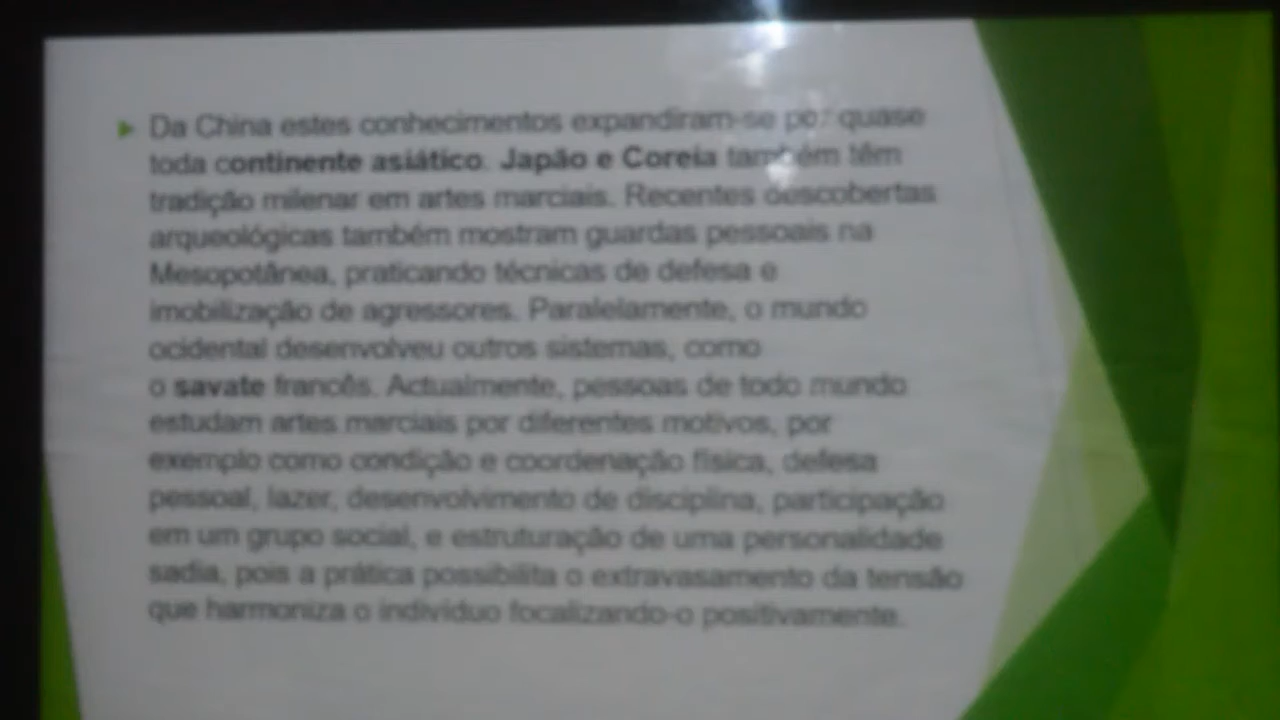 Da China estes conhecimentos expandiram-se por quase
toda continente asiático. Japão e Coreia também têm
tradição milenar em artes marciais. Recentes descobertas
arqueológicas também mostram guardas pessoais na
Mesopotânea, praticando técnicas de defesa e
imobilização de agressores. Paralelamente, o mundo
ocidental desenvolveu outros sistemas, como
o savate francês. Actualmente, pessoas de todo mundo
estudam artes marciais por diferentes motivos, por
exemplo como condição e coordenação física, defesa
pessoal, lazer, desenvolvimento de disciplina, participação
em um grupo social, e estruturação de uma personalidade
sadia, pois a prática possibilita o extravasamento da tensão
que harmoniza o indivíduo focalizando-o positivamente.